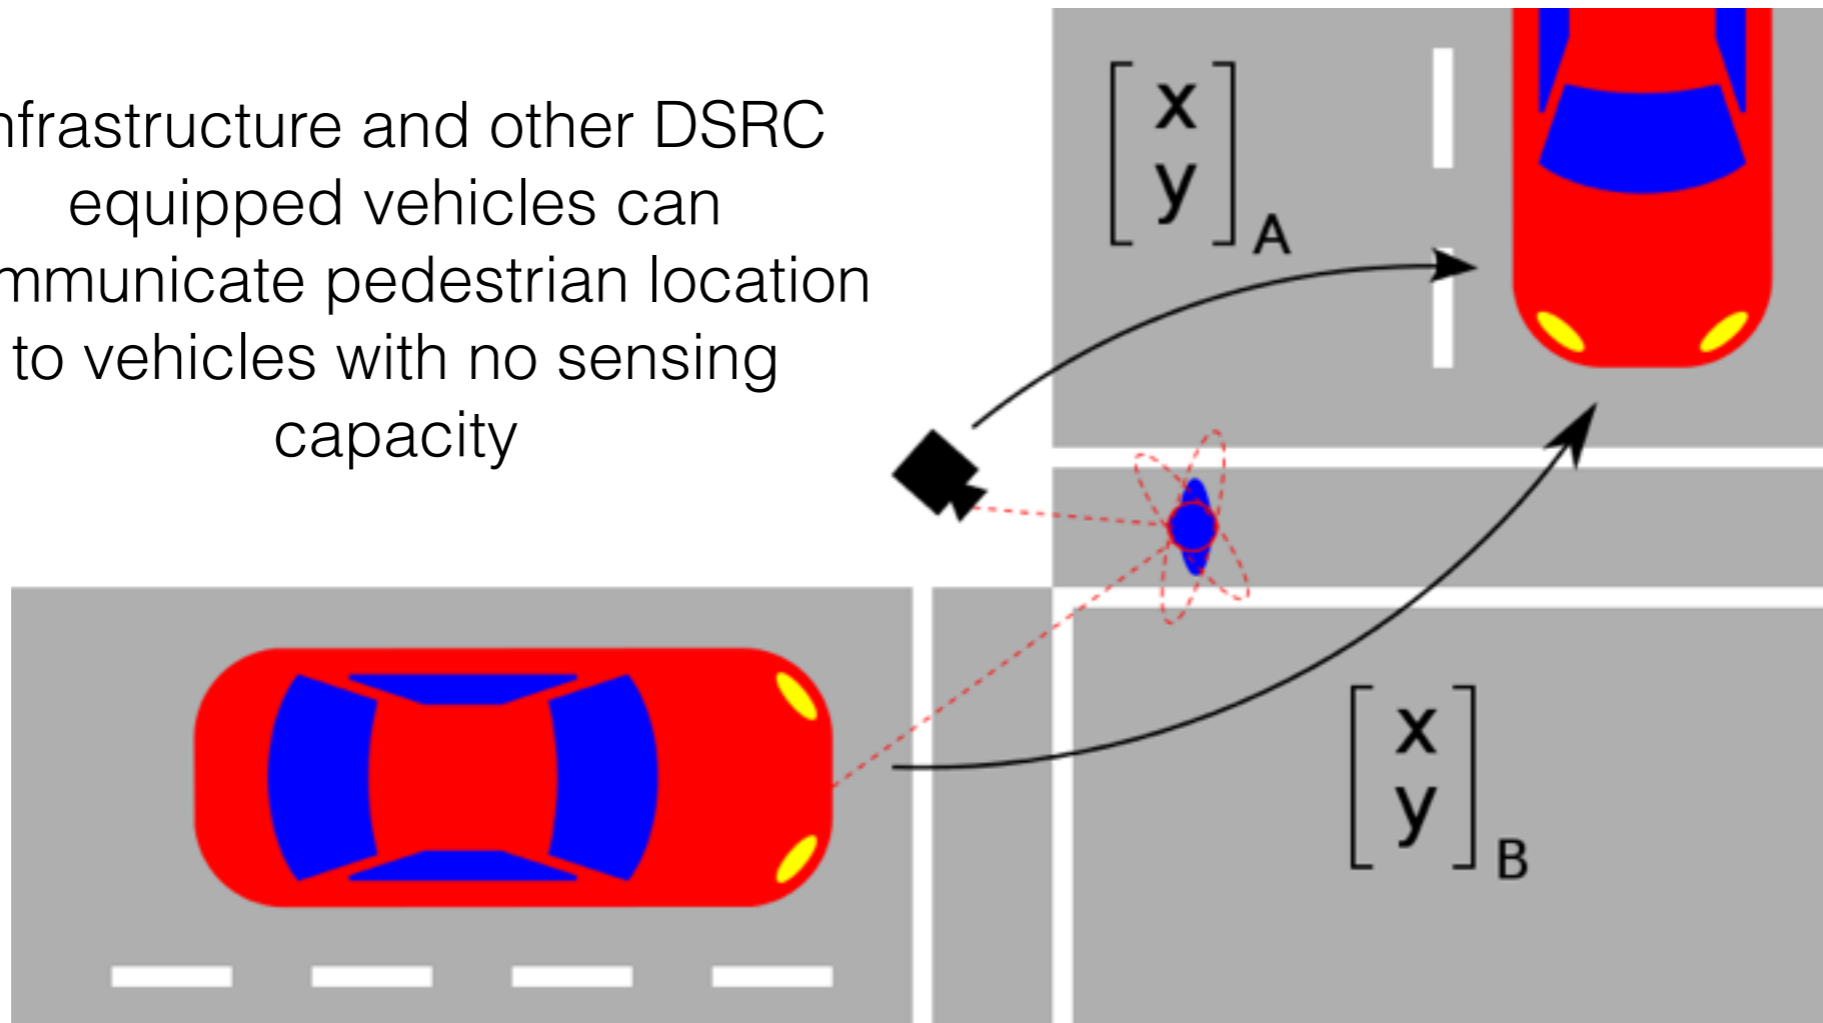 nfrastructure and other DSRC
equipped vehicles can
mmunicate pedestrian location
to vehicles with no sensing
capacity
x
y
A
x
y
B